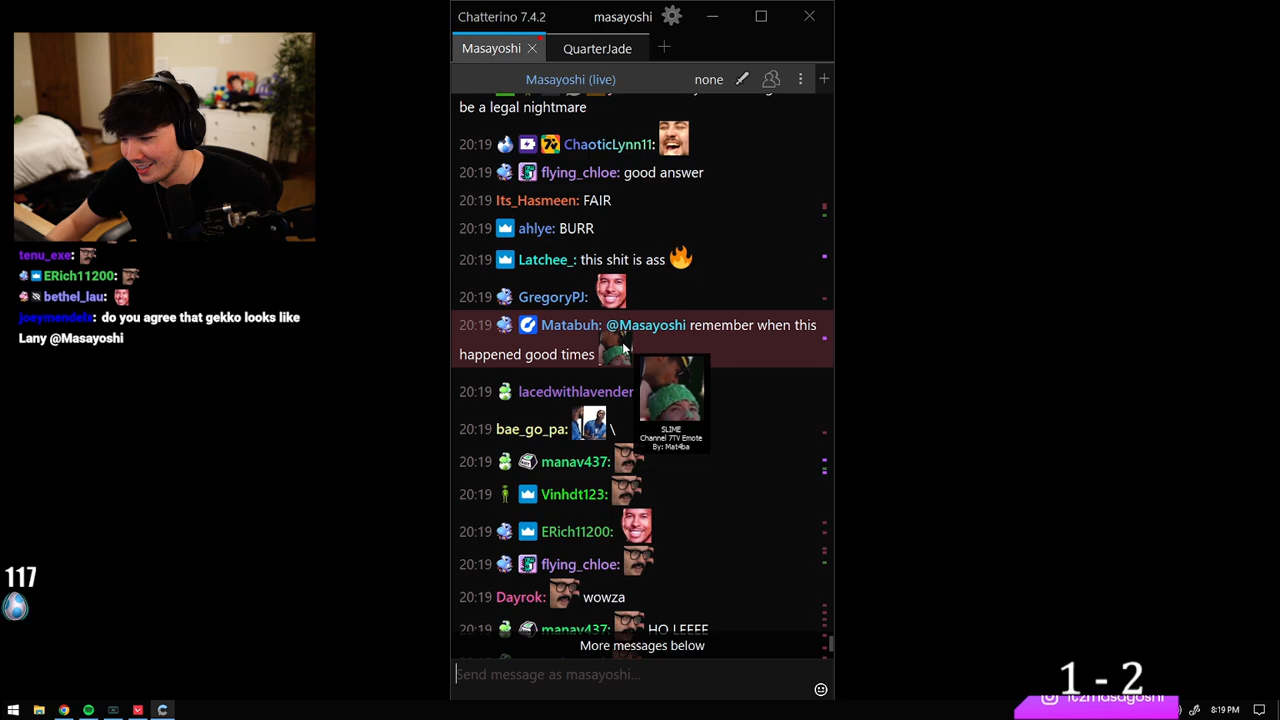 Chatterino 7.4.2
masayoshi
Masayoshi
QuarterJade
Masayoshi (live)
none
be a legal nightmare
20:19 ChaoticLynn11:
20:19 flying_chloe: good answer
20:19 Its_Hasmeen: FAIR
20:19 ahlye: BURR
20:19 Latchee_: this shit is ass
20:19 GregoryPJ:
20:19 Matabuh: @Masayoshi remember when this
happened good times
20:19 lacedwithlavender
SLIME
Channel 7TV Emote
By: Mat4ba
20:19 bae_go_pa: \
20:19 manav437:
20:19 Vinhdt123:
20:19 ERich11200:
20:19 flying_chloe:
20:19 Dayrok: wowza
20:19 manav437: HO LEEEE
More messages below
Send message as masayoshi...
tenu_exe:
ERich11200:
bethel_lau:
joeymendels: do you agree that gekko looks like
Lany @Masayoshi
117
1 - 2
itzmasayoshi
8:19 PM